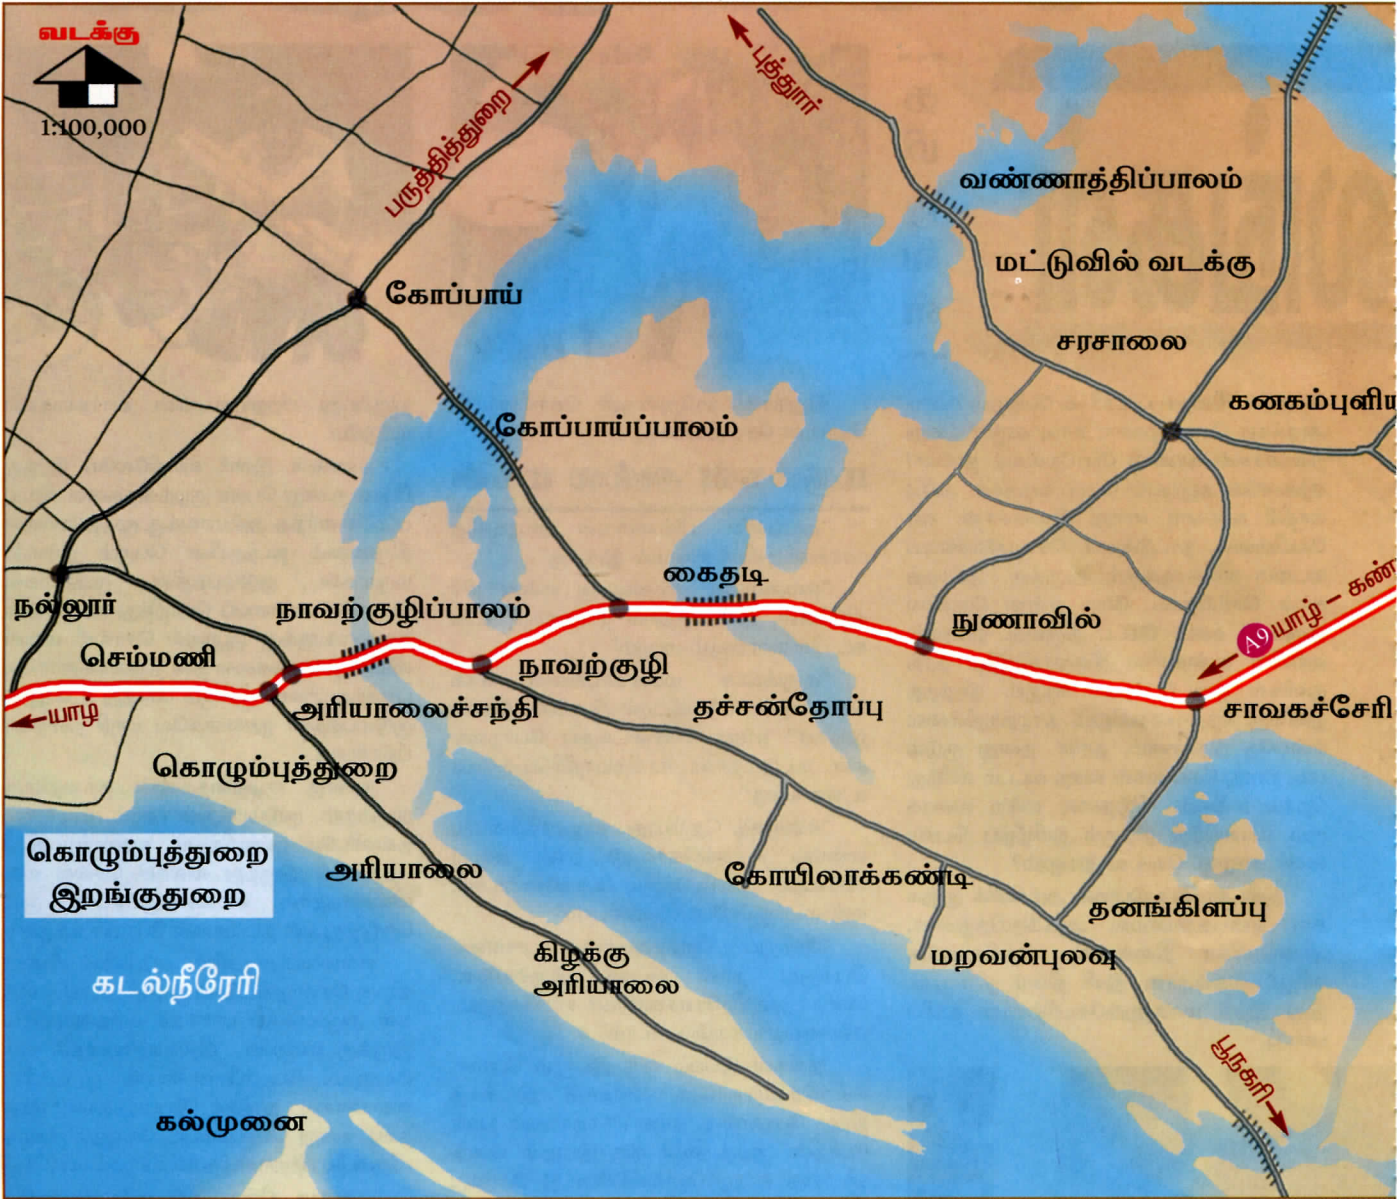 வடக்கு
1:100,000
பருத்தித்துறை
புத்தூர்
வண்ணாத்திப்பாலம்
மட்டுவில் வடக்கு
கோப்பாய்
சரசாலை
கனகம்புளிய
கோப்பாய்ப்பாலம்
கைதடி
நல்லூர்
நாவற்குழிப்பாலம்
நுணாவில்
A9 யாழ் - கண்
செம்மணி
நாவற்குழி
யாழ்
அரியாலைச்சந்தி
தச்சன்தோப்பு
சாவகச்சேரி
கொழும்புத்துறை
கொழும்புத்துறை
இறங்குதுறை
அரியாலை
கோயிலாக்கண்டி
தனங்கிளப்பு
கிழக்கு
அரியாலை
மறவன்புலவு
கடல்நீரேரி
பூநகரி
கல்முனை